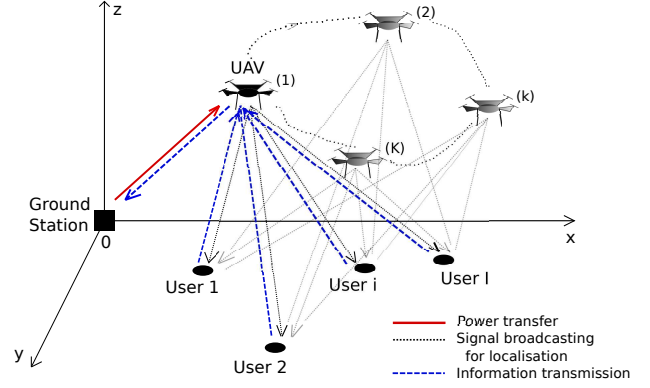 z
(2)
UAV
(1)
(k)
(K)
Ground
Station
0
x
User 1
User i
User I
y
User 2
Power transfer
Signal broadcasting
for localisation
Information transmission